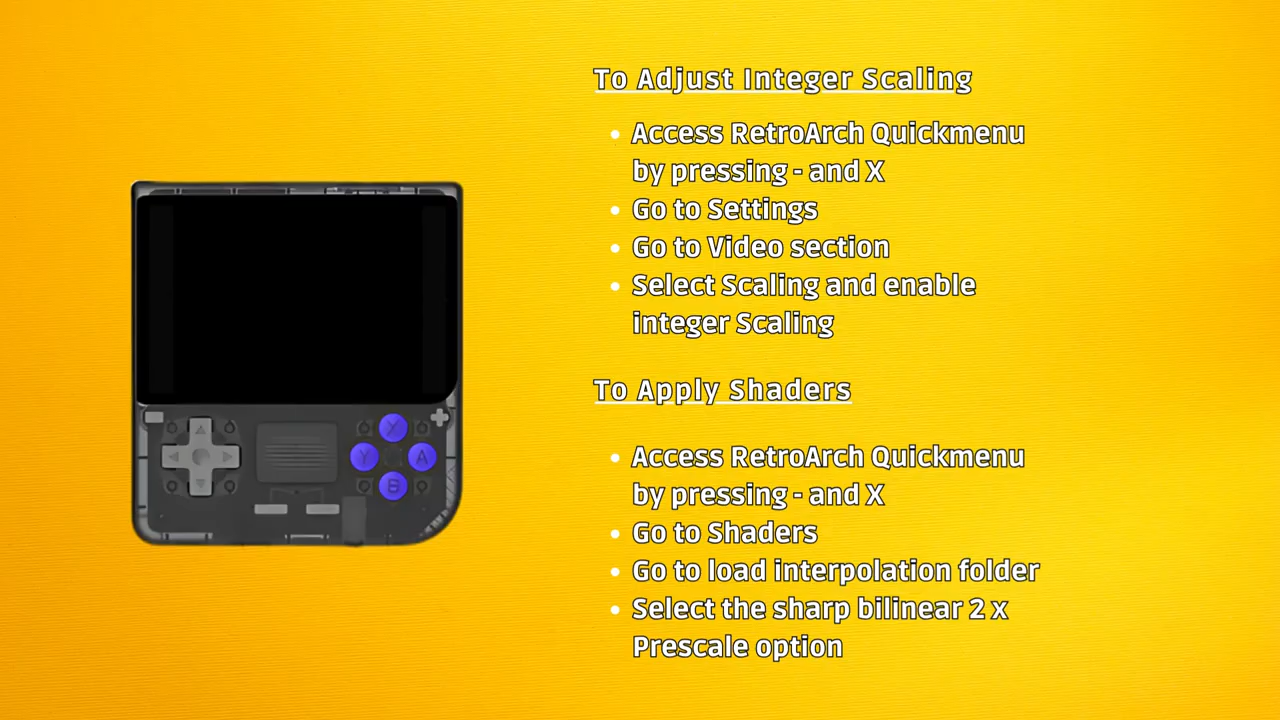 To Adjust Integer Scaling
• Access RetroArch Quickmenu
by pressing - and X
• Go to Settings
• Go to Video section
• Select Scaling and enable
integer Scaling
To Apply Shaders
• Access RetroArch Quickmenu
by pressing - and X
• Go to Shaders
• Go to load interpolation folder
• Select the sharp bilinear 2 x
Prescale option
X
Y
A
B